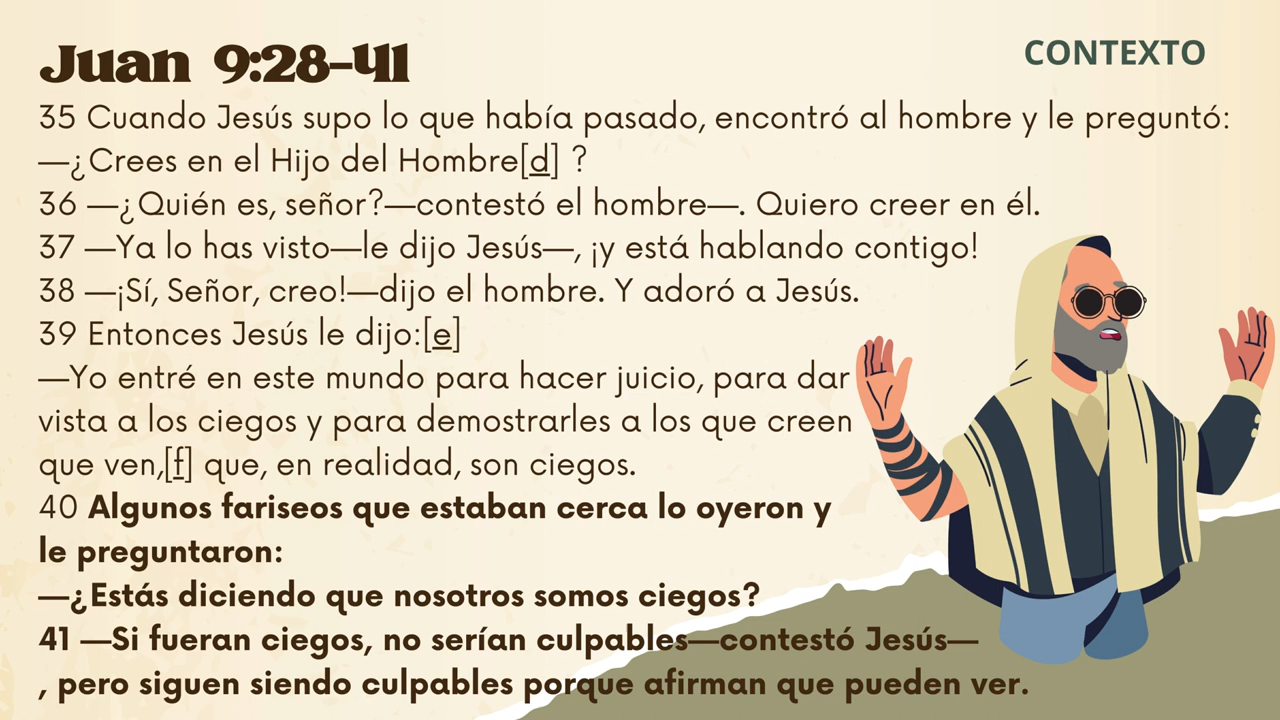 Juan 9:28-41
CONTEXTO
35 Cuando Jesús supo lo que había pasado, encontró al hombre y le preguntó:
—¿Crees en el Hijo del Hombre[d] ?
36 —¿Quién es, señor?—contestó el hombre—. Quiero creer en él.
37 —Ya lo has visto—le dijo Jesús—, ¡y está hablando contigo!
38 —¡Sí, Señor, creo!—dijo el hombre. Y adoró a Jesús.
39 Entonces Jesús le dijo:[e]
—Yo entré en este mundo para hacer juicio, para dar
vista a los ciegos y para demostrarles a los que creen
que ven,[f] que, en realidad, son ciegos.
40 Algunos fariseos que estaban cerca lo oyeron y
le preguntaron:
—¿Estás diciendo que nosotros somos ciegos?
41 —Si fueran ciegos, no serían culpables—contestó Jesús—
, pero siguen siendo culpables porque afirman que pueden ver.